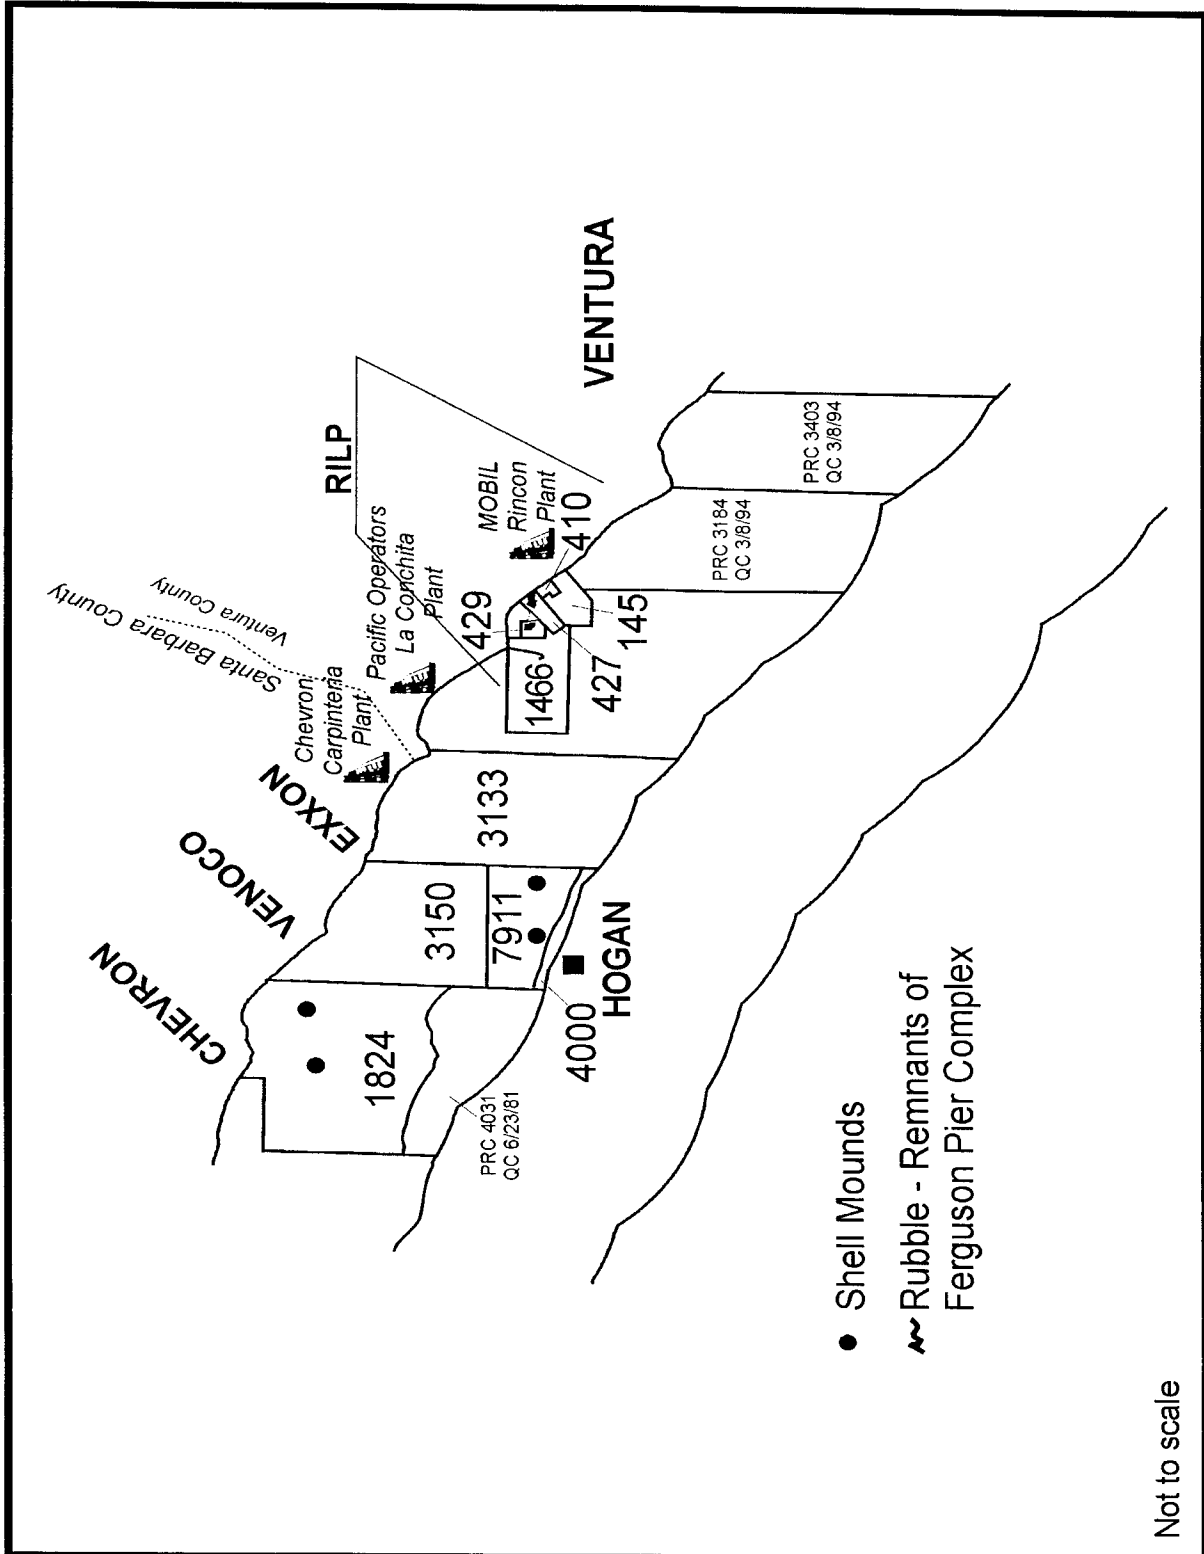 CHEVRON
VENOCO
EXXON
Chevron
Carpinteria
Plant
Santa Barbara County
Ventura County
Pacific Operators
La Conchita
Plant
RILP
MOBIL
Rincon
Plant
VENTURA
1824
3150
7911
3133
1466
429
410
427
145
4000
HOGAN
PRC 4031
QC 6/23/81
PRC 3184
QC 3/8/94
PRC 3403
QC 3/8/94
Shell Mounds
Rubble - Remnants of
Ferguson Pier Complex
Not to scale